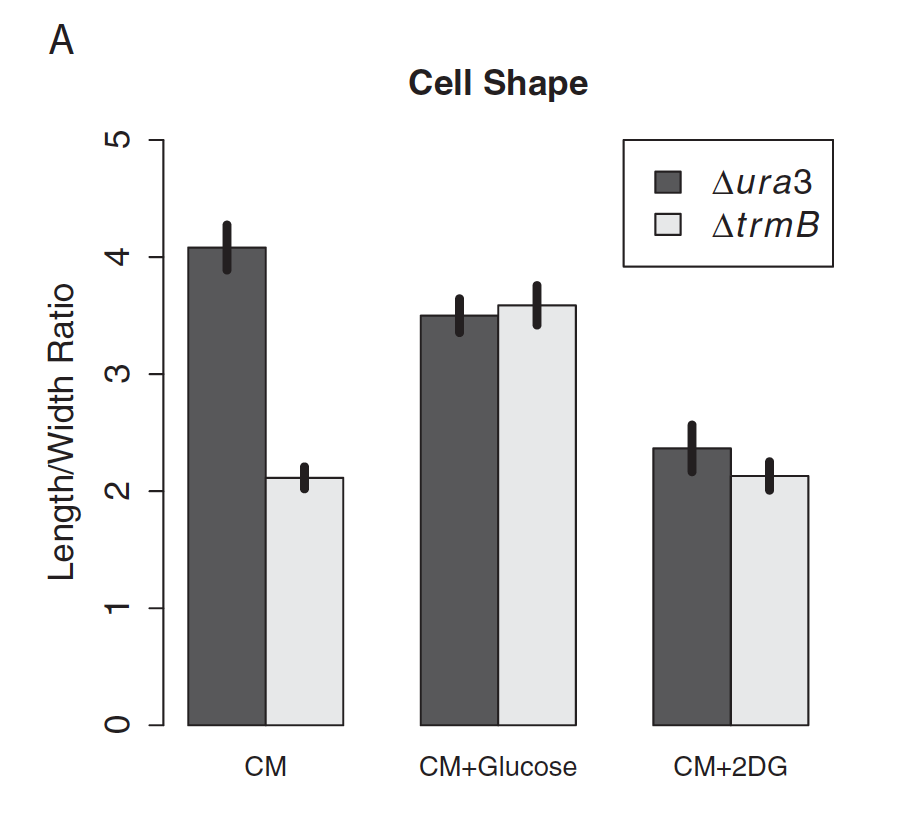 A
Cell Shape
Length/Width Ratio
5
4
3
2
1
0
Δura3
ΔtrmB
CM
CM+Glucose
CM+2DG